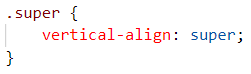 .super {
    vertical-align: super;
}